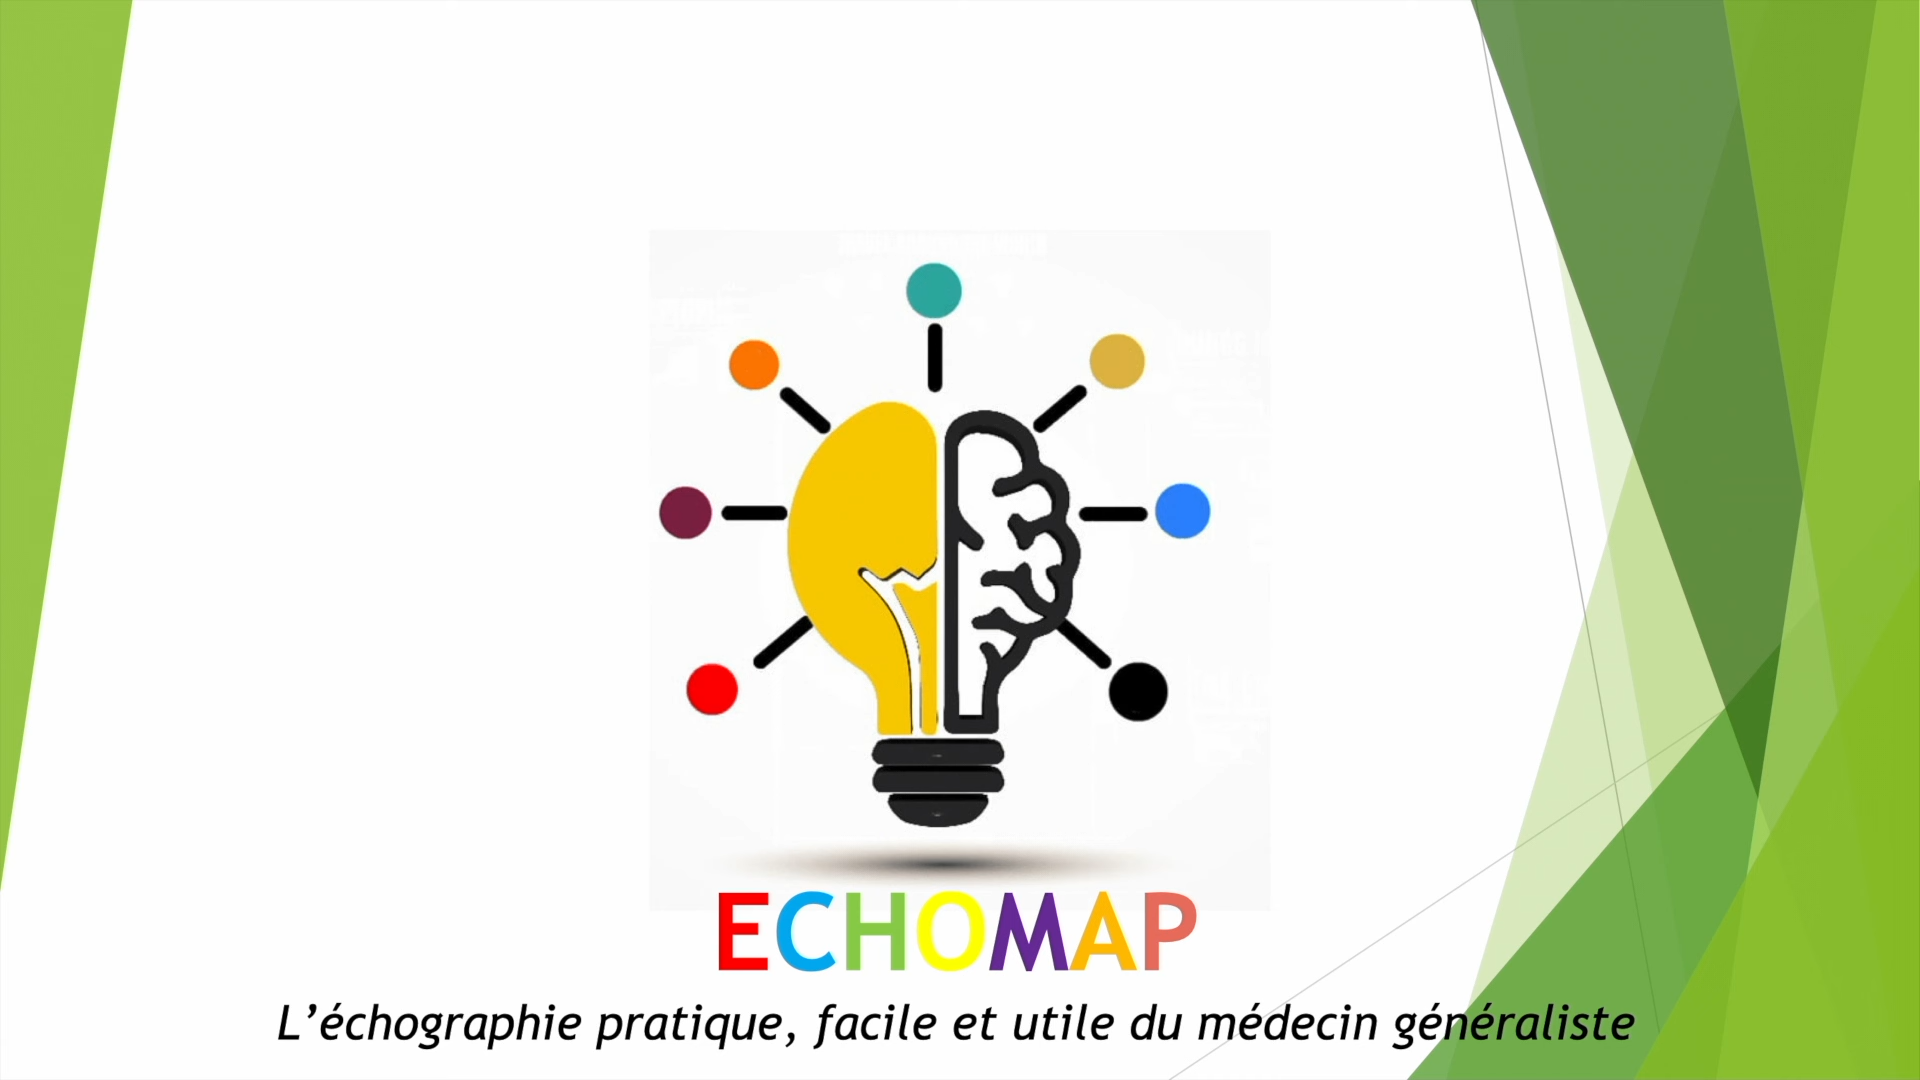 ECHOMAP
L’échographie pratique, facile et utile du médecin généraliste